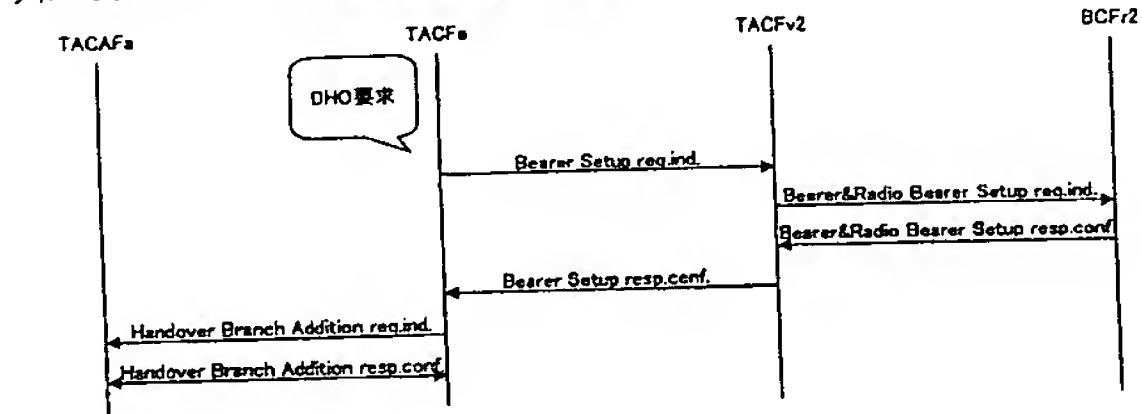 TACAFa
TACFa
TACFv2
BCFr2
DHO要求
Bearer Setup req.ind.
Bearer&Radio Bearer Setup req.ind.
Bearer&Radio Bearer Setup resp.conf
Bearer Setup resp.conf.
Handover Branch Addition req.ind.
Handover Branch Addition resp.conf